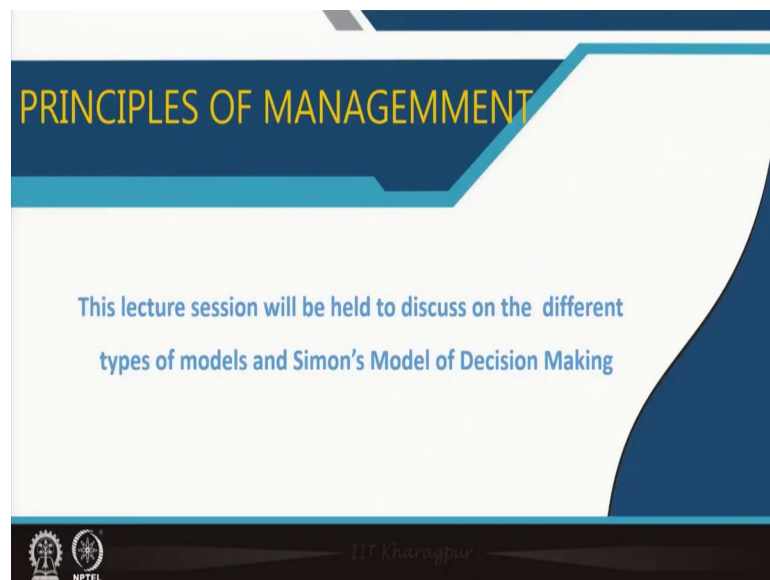 PRINCIPLES OF MANAGEMMENT
This lecture session will be held to discuss on the different
types of models and Simon's Model of Decision Making
IIT Kharagpur
NPTEL